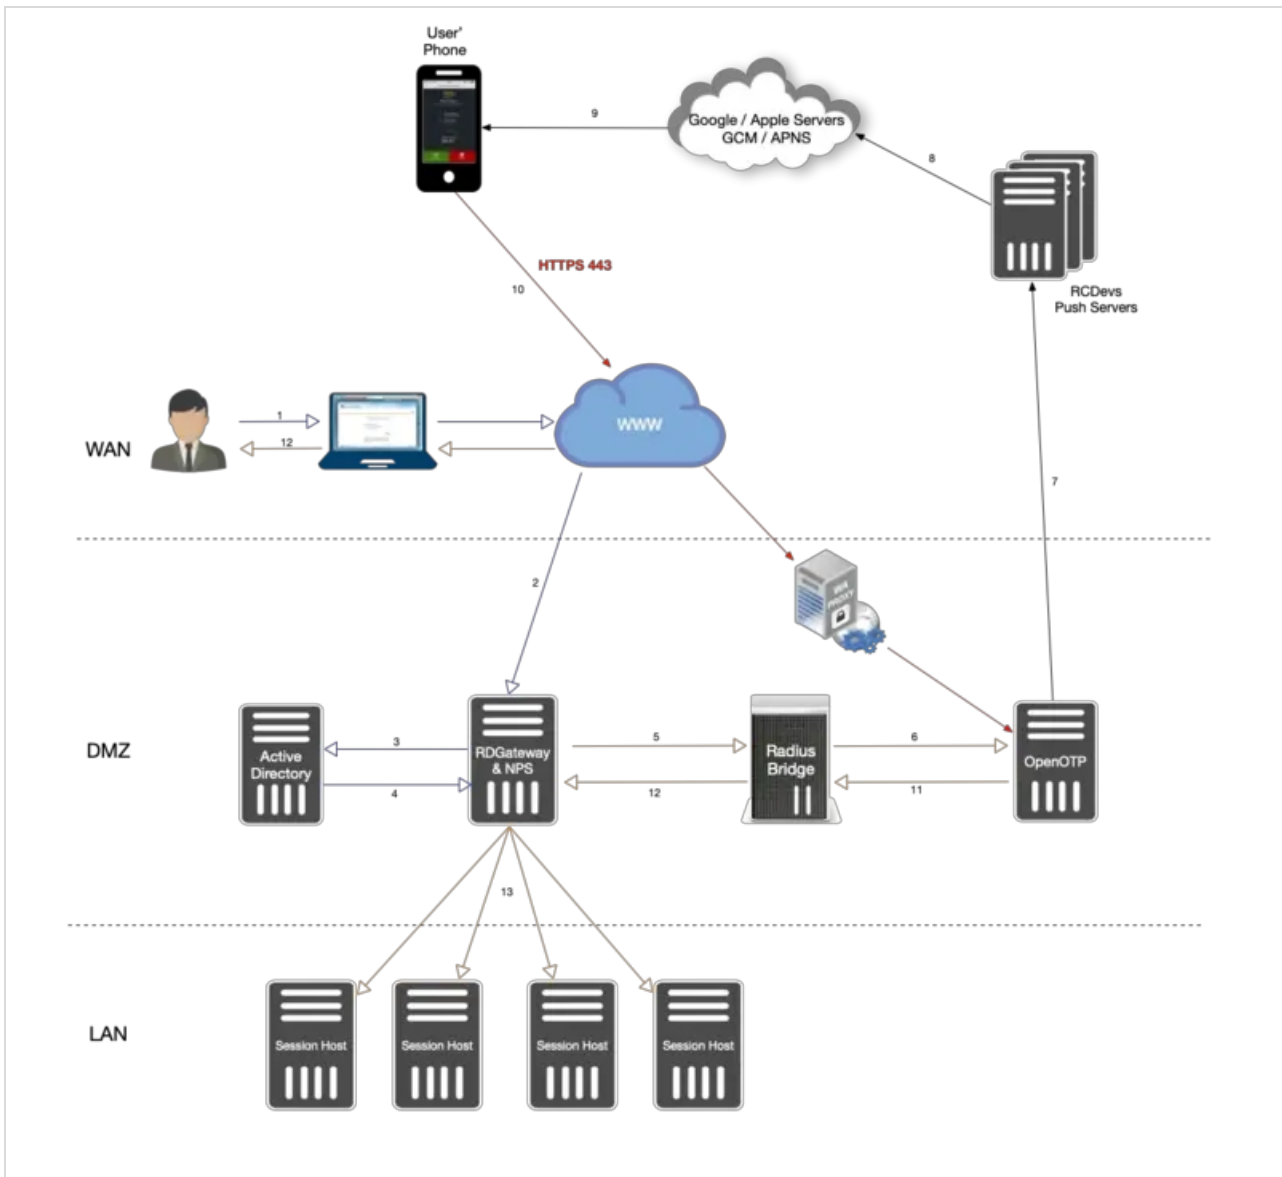 User'
Phone
9
Google / Apple Servers
GCM / APNS
8
HTTPS 443
10
RCDevs
Push Servers
WWW
1
12
WAN
7
2
WA
PROXY
DMZ
Active
Directory
3
4
RDGateway
& NPS
5
12
Radius
Bridge
6
11
OpenOTP
13
LAN
Session Host
Session Host
Session Host
Session Host